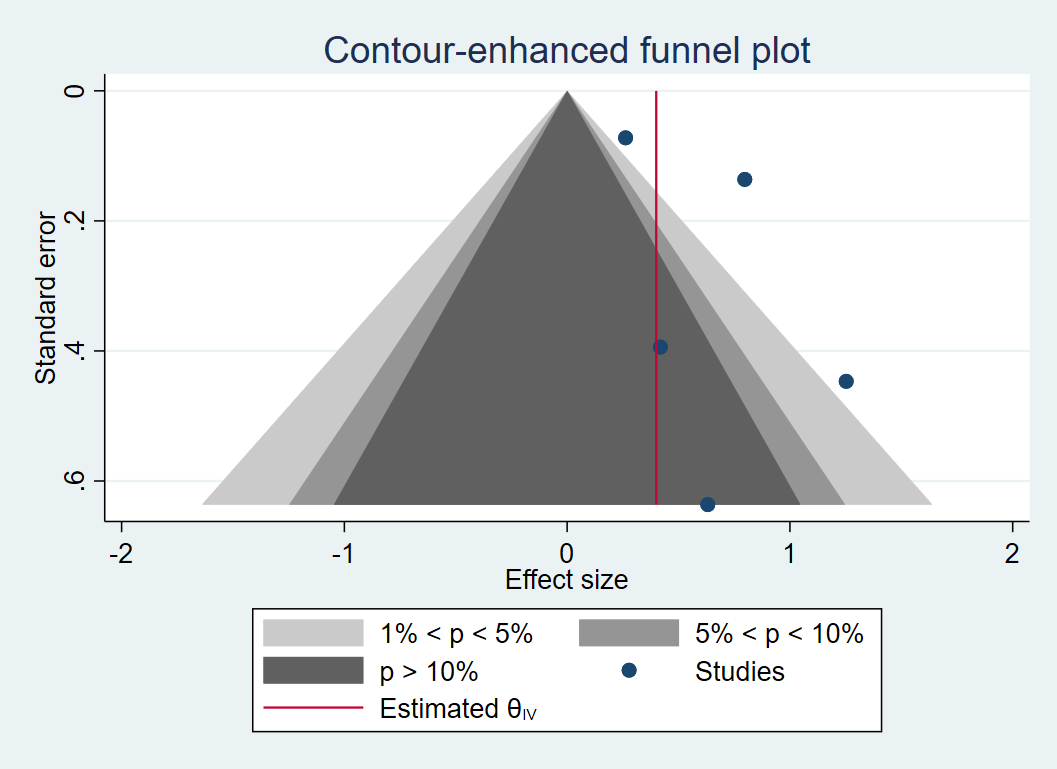 Contour-enhanced funnel plot
0
.2
.4
.6
Standard error
-2
-1
0
1
2
Effect size
1% < p < 5%
5% < p < 10%
p > 10%
Studies
Estimated θIV